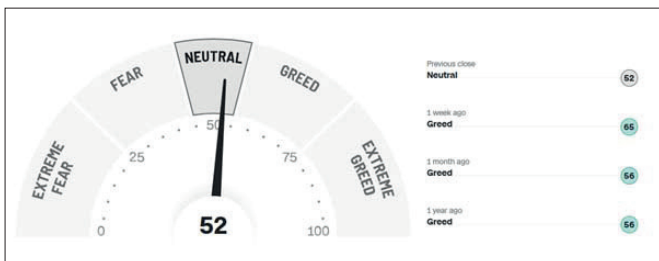 EXTREME
FEAR
FEAR
NEUTRAL
GREED
EXTREME
GREED
0
25
50
75
100
52
Previous close
Neutral
52
1 week ago
Greed
65
1 month ago
Greed
56
1 year ago
Greed
56